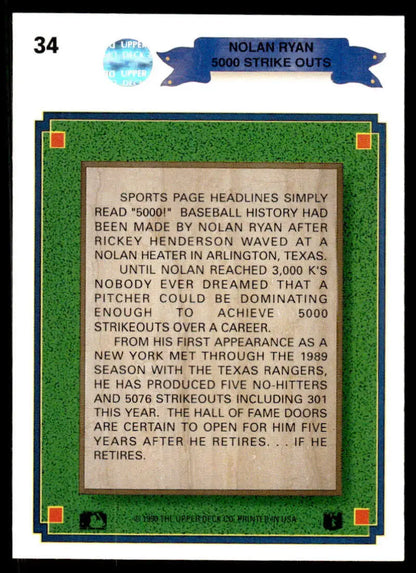 34
UPPER
DECK
UPPER
DEC
NOLAN RYAN
5000 STRIKE OUTS
SPORTS PAGE HEADLINES SIMPLY
READ "5000!" BASEBALL HISTORY HAD
BEEN MADE BY NOLAN RYAN AFTER
RICKEY HENDERSON WAVED AT A
NOLAN HEATER IN ARLINGTON, TEXAS.
UNTIL NOLAN REACHED 3,000 K'S
NOBODY EVER DREAMED THAT A
PITCHER COULD BE DOMINATING
ENOUGH TO ACHIEVE 5000
STRIKEOUTS OVER A CAREER.
FROM HIS FIRST APPEARANCE AS A
NEW YORK MET THROUGH THE 1989
SEASON WITH THE TEXAS RANGERS,
HE HAS PRODUCED FIVE NO-HITTERS
AND 5076 STRIKEOUTS INCLUDING 301
THIS YEAR. THE HALL OF FAME DOORS
ARE CERTAIN TO OPEN FOR HIM FIVE
YEARS AFTER HE RETIRES. . . IF HE
RETIRES.
© 1990 THE UPPER DECK CO. PRINTED IN USA